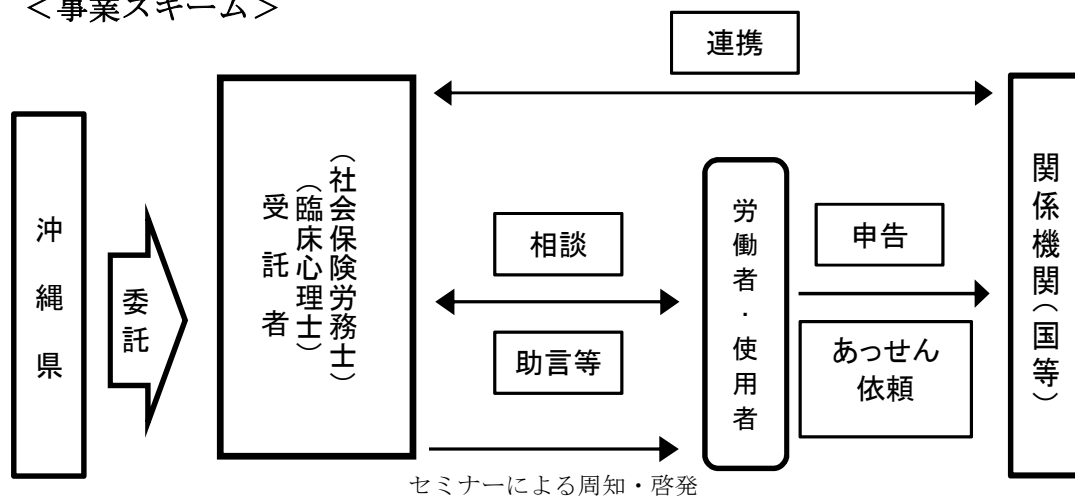 ＜事業スキーム＞
連携
沖縄県
委託
受託者
（臨床心理士）
（社会保険労務士）
相談
助言等
労働者・使用者
申告
あっせん
依頼
関係機関（国等）
セミナーによる周知・啓発